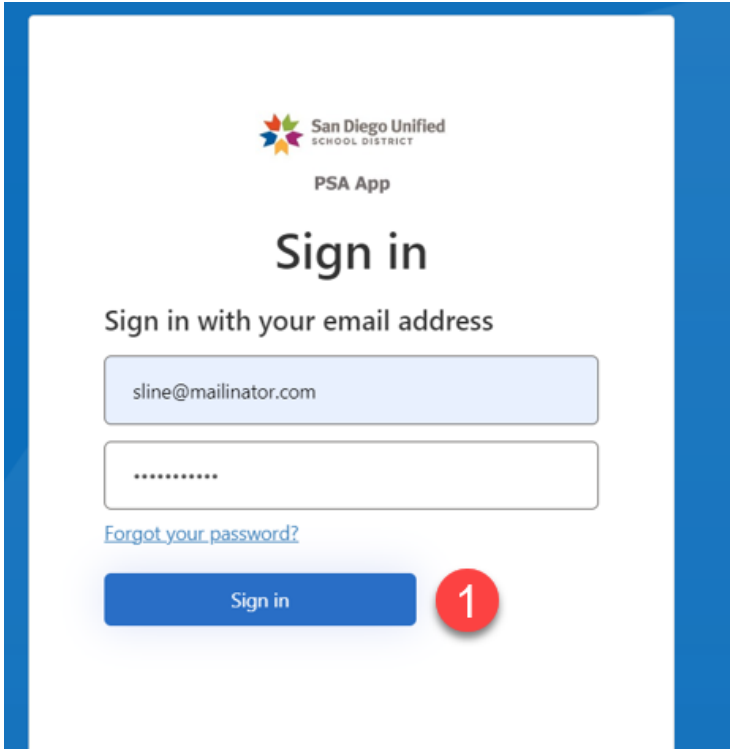 San Diego Unified
SCHOOL DISTRICT
PSA App
Sign in
Sign in with your email address
sline@mailinator.com
•••••••••••
Forgot your password?
Sign in
1